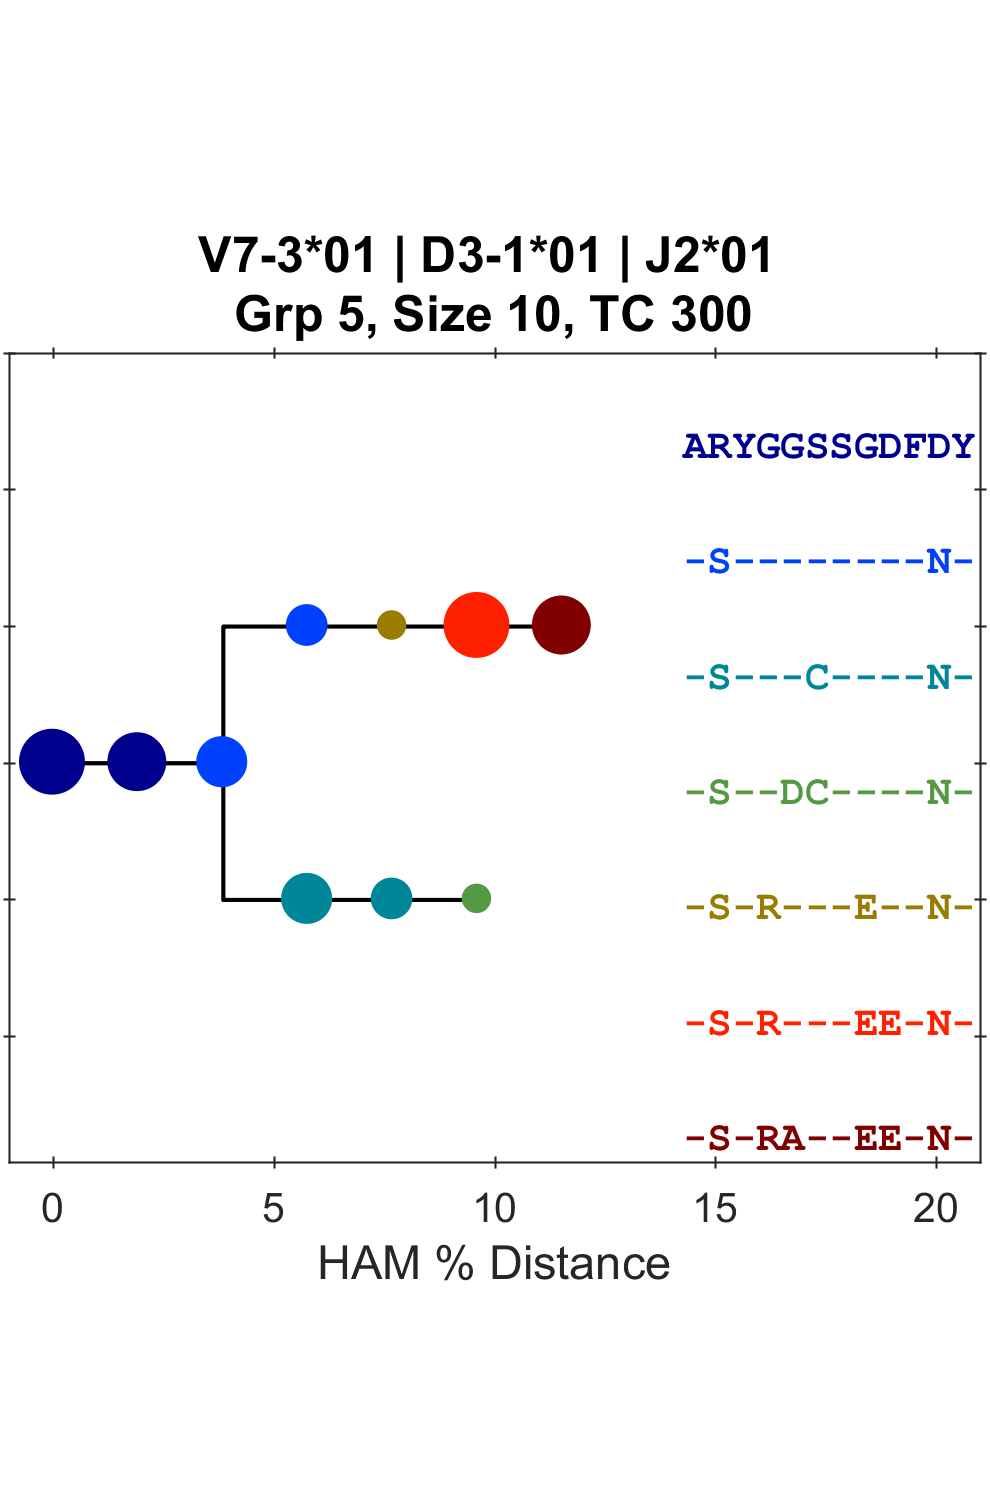 V7-3*01 | D3-1*01 | J2*01
Grp 5, Size 10, TC 300
ARYGGSSGDFDY
-S--------N-
-S---C----N-
-S--DC----N-
-S-R---E--N-
-S-R---EE-N-
-S-RA--EE-N-
0 5 10 15 20
HAM % Distance